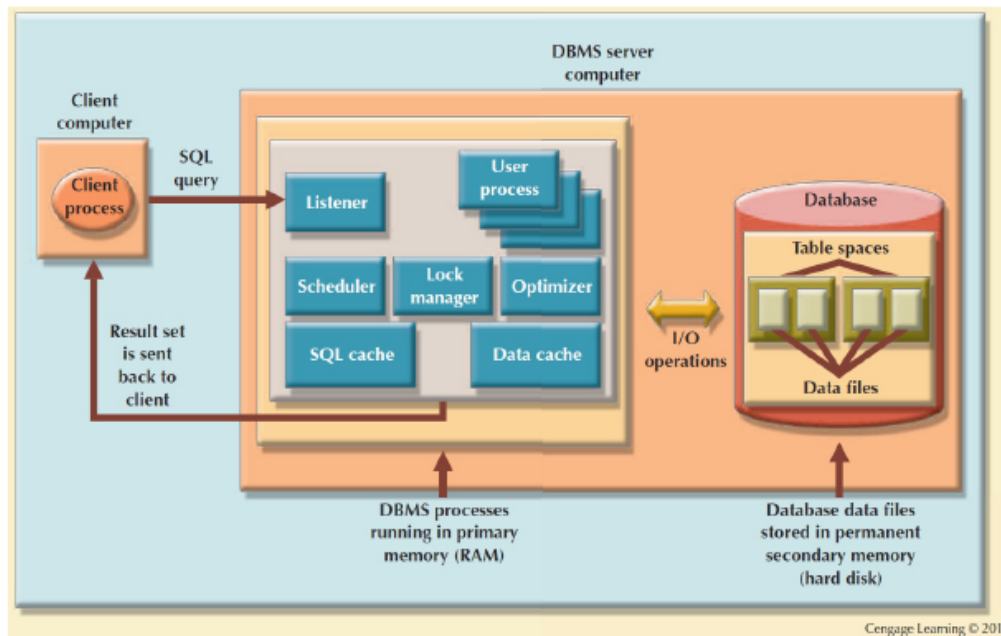 DBMS server
computer
Client
computer
SQL
query
Client
process
Listener
User
process
Scheduler
Lock
manager
Optimizer
SQL cache
Data cache
Result set
is sent
back to
client
I/O
operations
Database
Table spaces
Data files
DBMS processes
running in primary
memory (RAM)
Database data files
stored in permanent
secondary memory
(hard disk)
Cengage Learning © 201